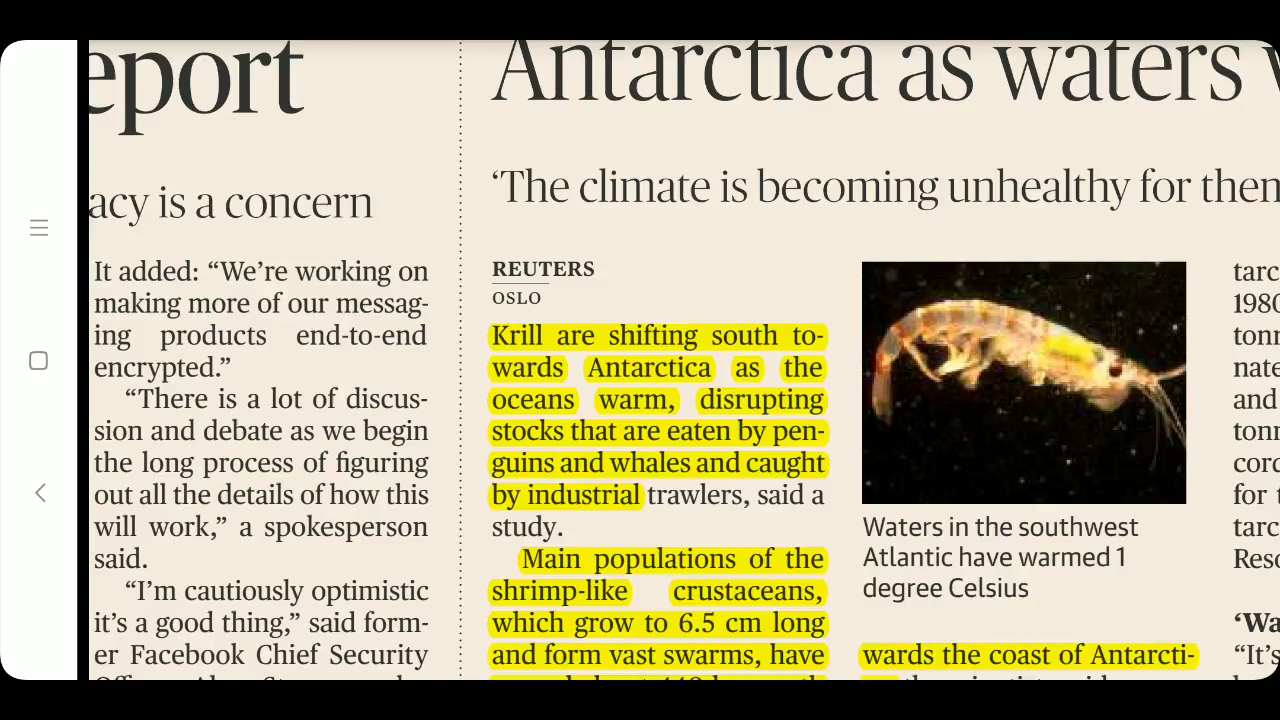 eport
acy is a concern
It added: “We’re working on
making more of our messag-
ing products end-to-end
encrypted.”
“There is a lot of discus-
sion and debate as we begin
the long process of figuring
out all the details of how this
will work,” a spokesperson
said.
“I’m cautiously optimistic
it’s a good thing,” said form-
er Facebook Chief Security
Antarctica as waters
‘The climate is becoming unhealthy for them
REUTERS
OSLO
Krill are shifting south to-
wards Antarctica as the
oceans warm, disrupting
stocks that are eaten by pen-
guins and whales and caught
by industrial trawlers, said a
study.
Main populations of the
shrimp-like crustaceans,
which grow to 6.5 cm long
and form vast swarms, have
Waters in the southwest
Atlantic have warmed 1
degree Celsius
wards the coast of Antarcti-
tarc
1980
tonn
nate
and
tonn
cord
for t
tarc
Reso
‘Wa
“It’s